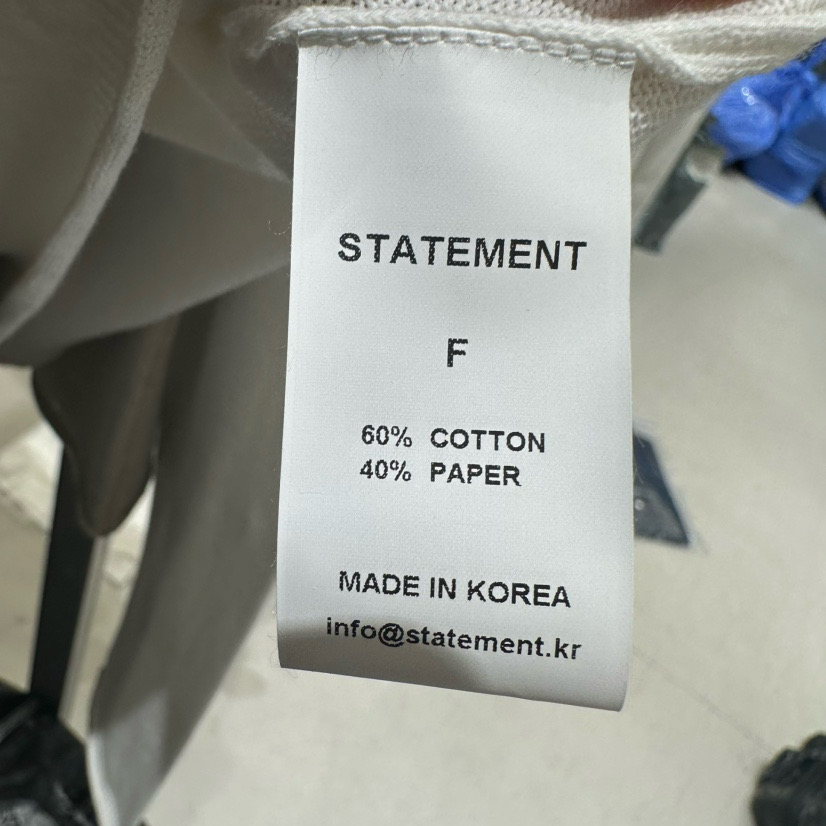 STATEMENT
F
60% COTTON
40% PAPER
MADE IN KOREA
info@statement.kr